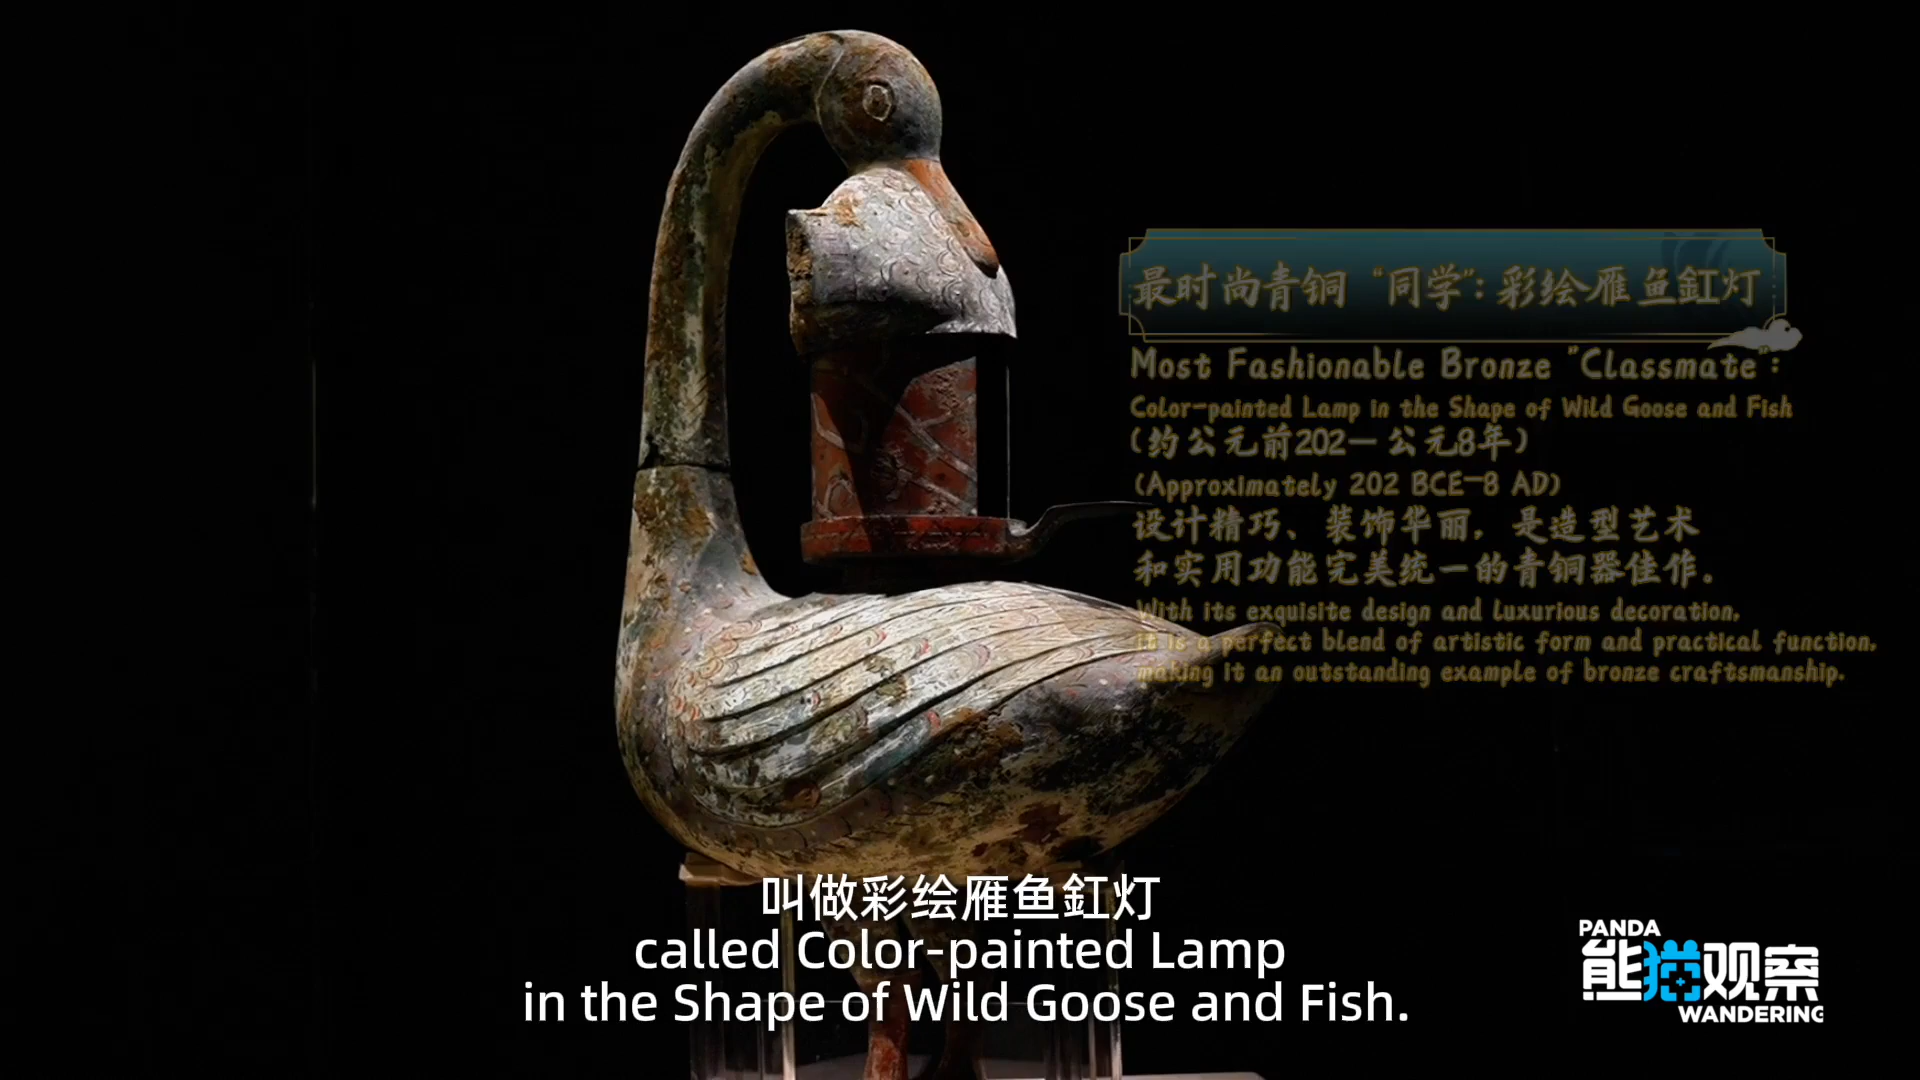 最时尚青铜“同学”：彩绘雁鱼釭灯
Most Fashionable Bronze "Classmate":
Color-painted Lamp in the Shape of Wild Goose and Fish
(约公元前202—公元8年)
(Approximately 202 BCE—8 AD)
设计精巧、装饰华丽，是造型艺术
和实用功能完美统一的青铜器佳作.
With its exquisite design and luxurious decoration,
it is a perfect blend of artistic form and practical function,
making it an outstanding example of bronze craftsmanship.
叫做彩绘雁鱼釭灯
called Color-painted Lamp
in the Shape of Wild Goose and Fish.
PANDA
熊猫观察
WANDERING